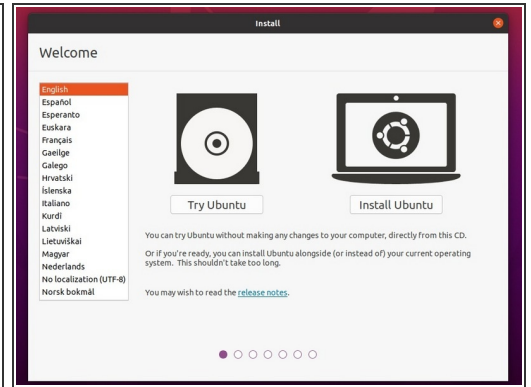 Install
Welcome
English
Español
Esperanto
Euskara
Français
Gaeilge
Galego
Hrvatski
Íslenska
Italiano
Kurdî
Latviski
Lietuviškai
Magyar
Nederlands
No localization (UTF-8)
Norsk bokmål
Try Ubuntu
Install Ubuntu
You can try Ubuntu without making any changes to your computer, directly from this CD.
Or if you're ready, you can install Ubuntu alongside (or instead of) your current operating
system. This shouldn't take too long.
You may wish to read the release notes.